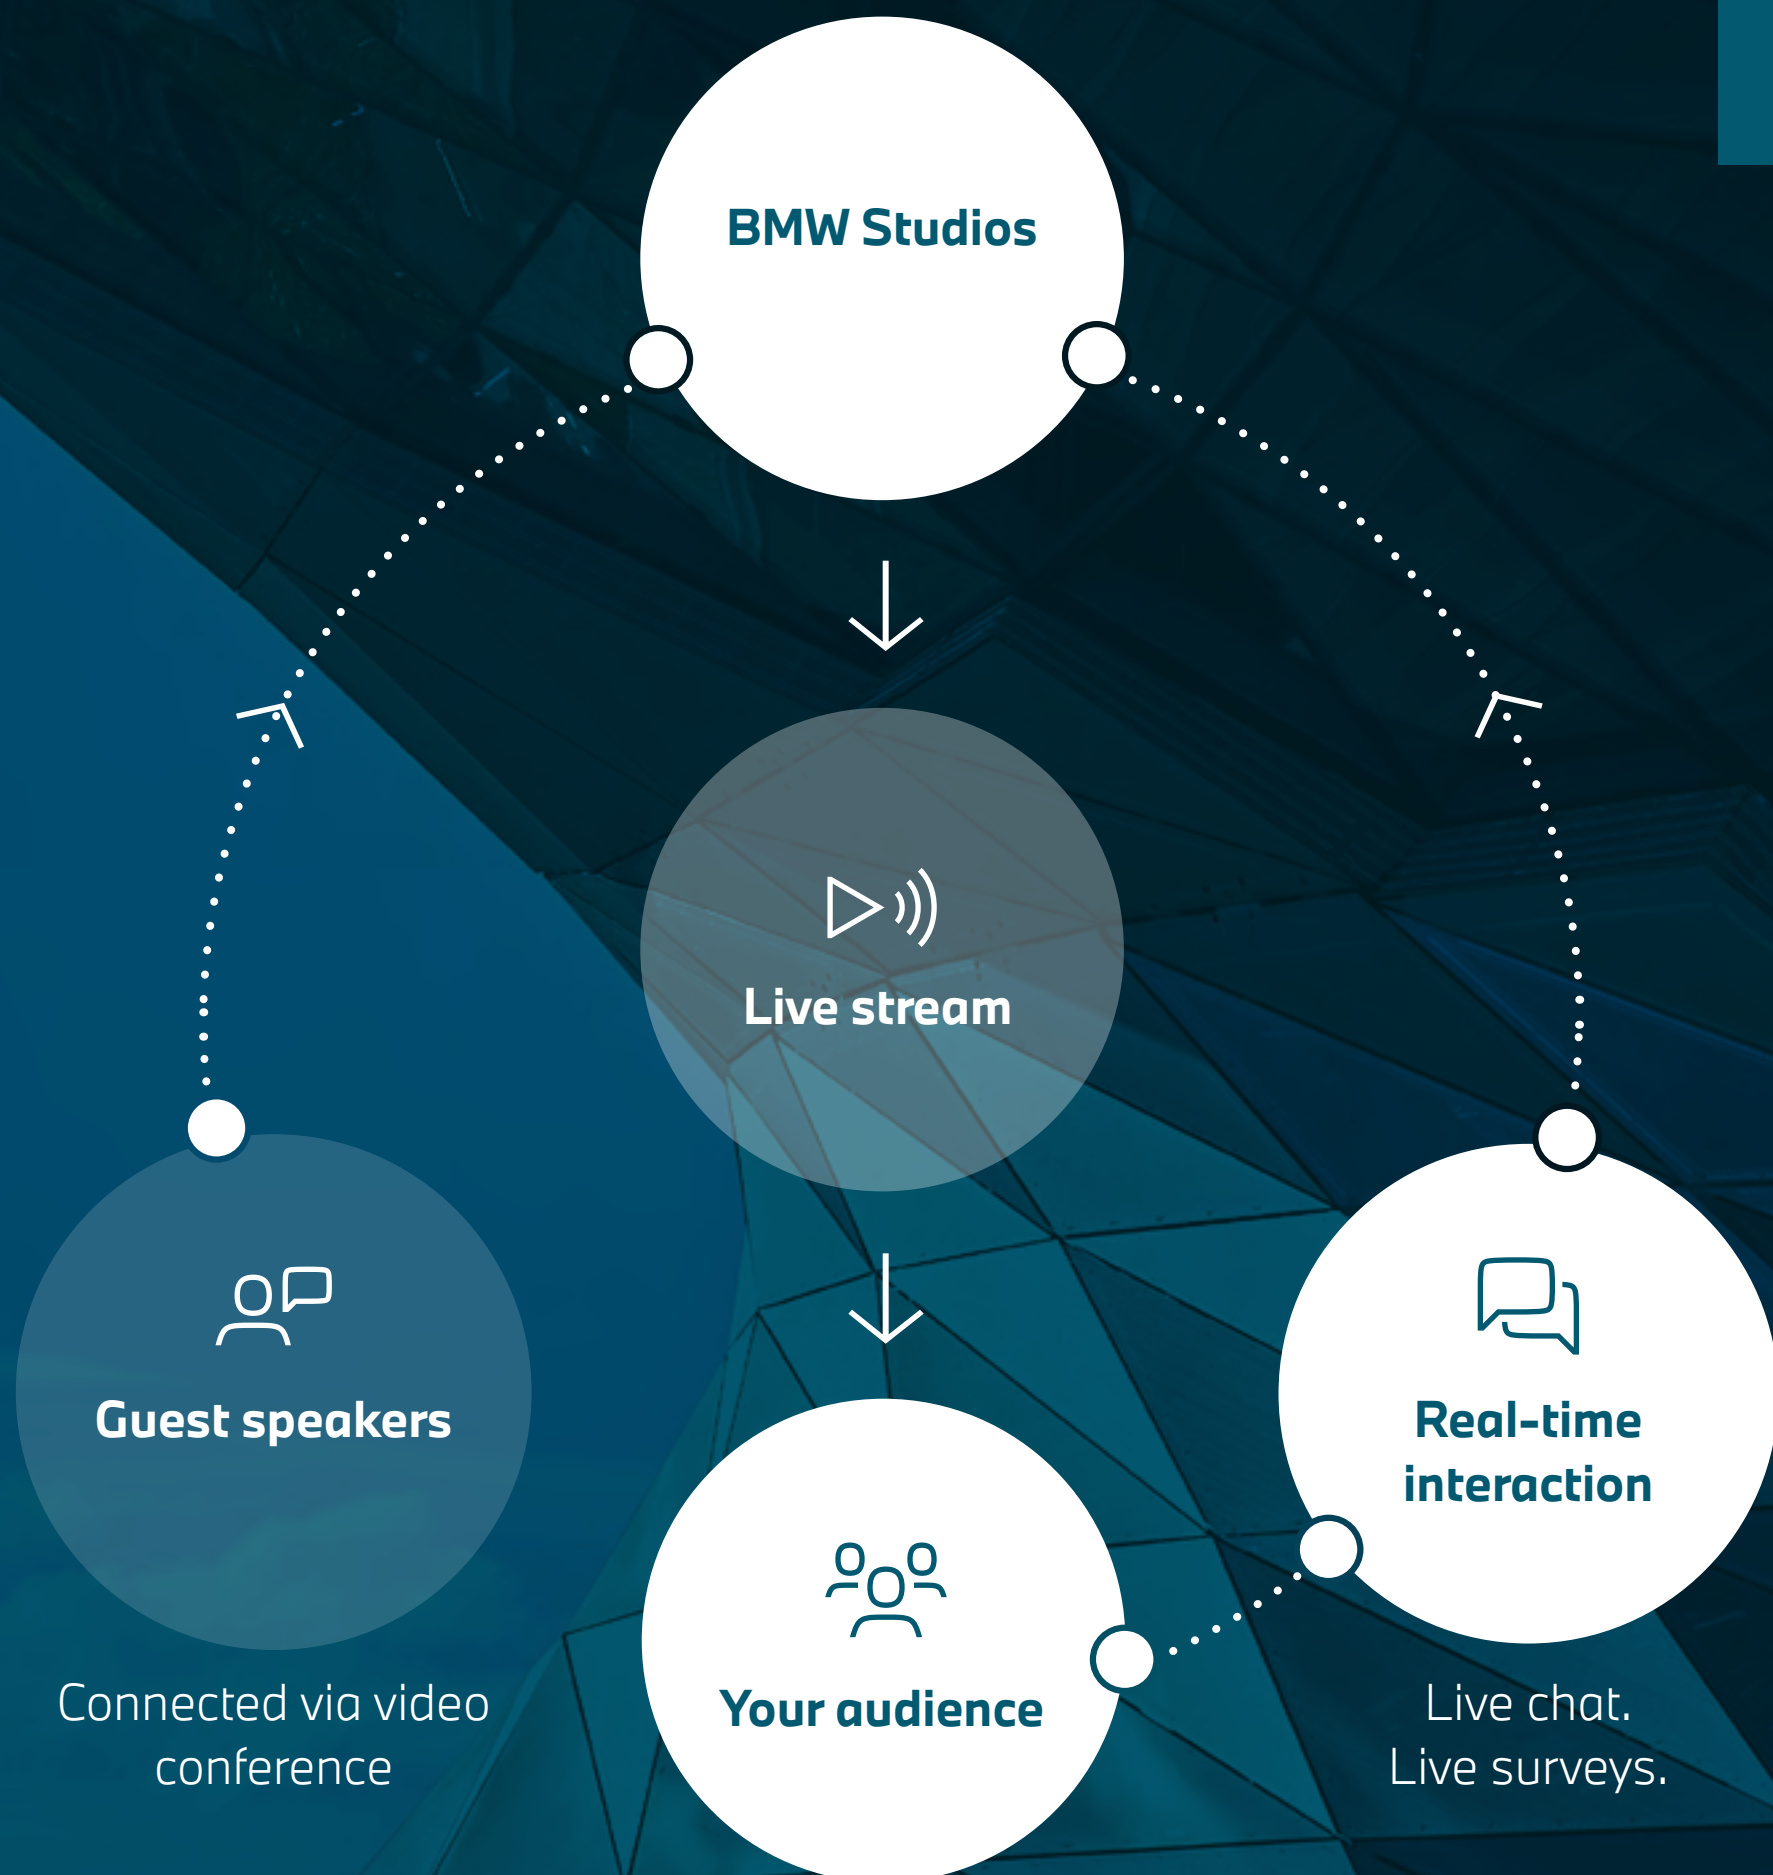 BMW Studios
Live stream
Guest speakers
Connected via video
conference
Your audience
Real-time
interaction
Live chat.
Live surveys.